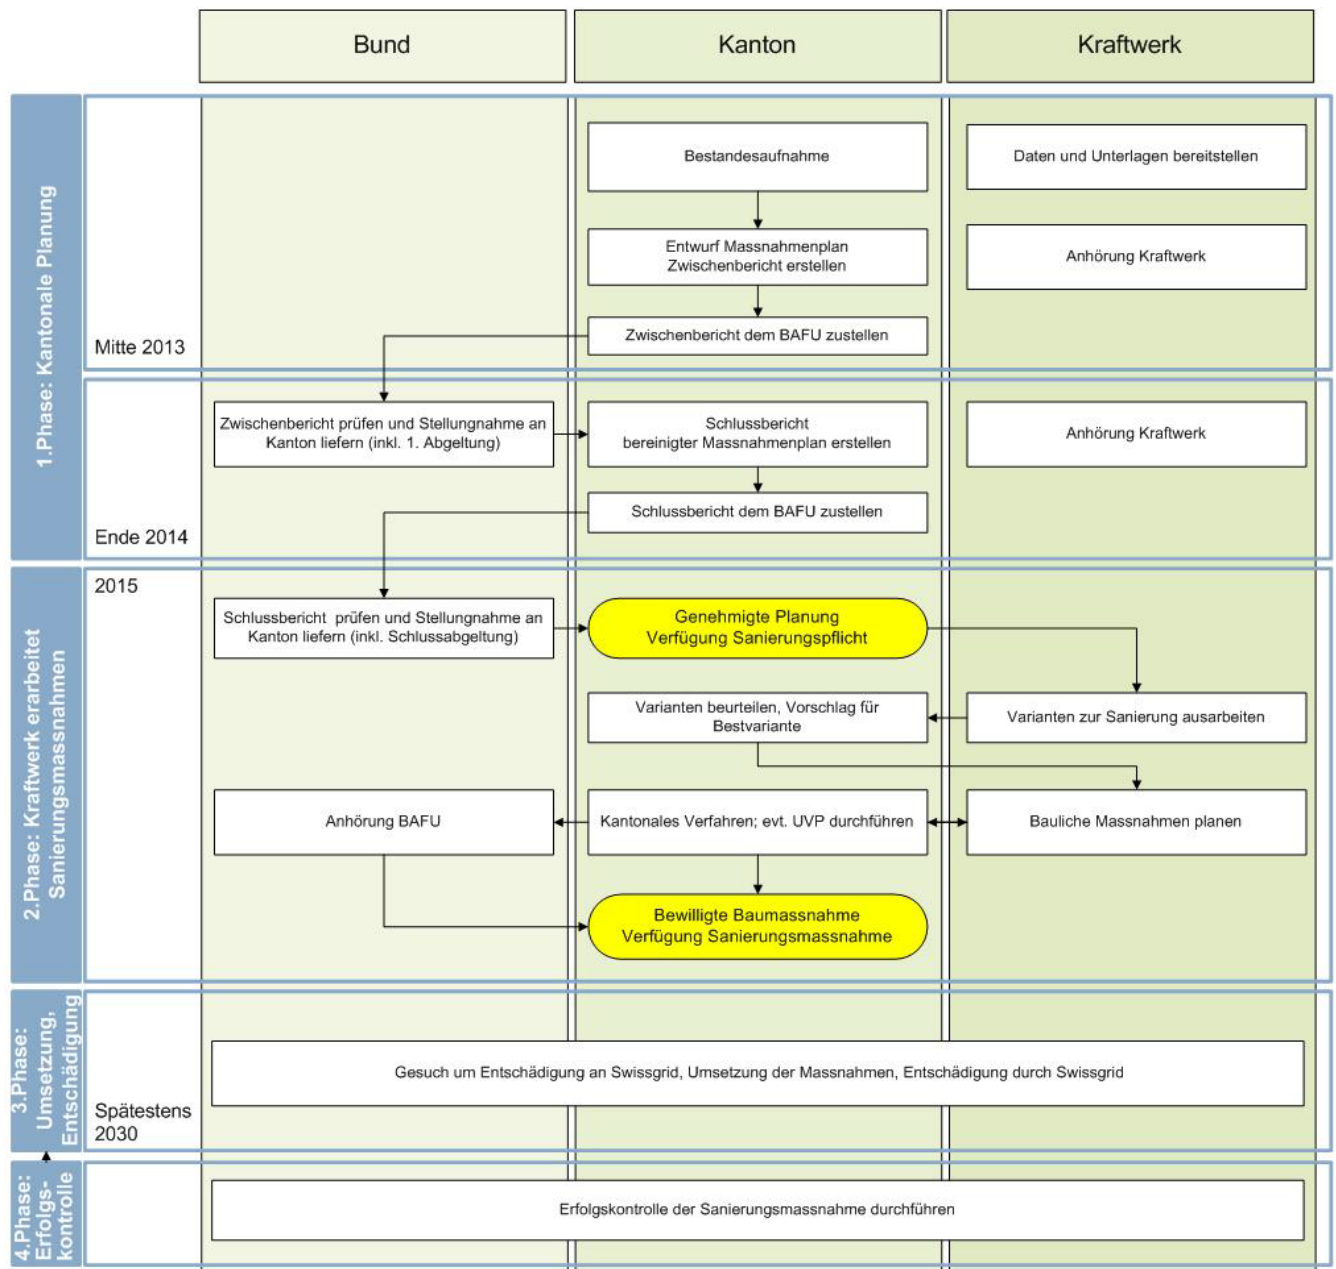 Bund
Kanton
Kraftwerk
1.Phase: Kantonale Planung
Mitte 2013
Bestandesaufnahme
Daten und Unterlagen bereitstellen
Entwurf Massnahmenplan
Zwischenbericht erstellen
Anhörung Kraftwerk
Zwischenbericht dem BAFU zustellen
Ende 2014
Zwischenbericht prüfen und Stellungnahme an
Kanton liefern (inkl. 1. Abgeltung)
Schlussbericht
bereinigter Massnahmenplan erstellen
Anhörung Kraftwerk
Schlussbericht dem BAFU zustellen
2.Phase: Kraftwerk erarbeitet
Sanierungsmassnahmen
2015
Schlussbericht  prüfen und Stellungnahme an
Kanton liefern (inkl. Schlussabgeltung)
Genehmigte Planung
Verfügung Sanierungspflicht
Varianten beurteilen, Vorschlag für
Bestvariante
Varianten zur Sanierung ausarbeiten
Anhörung BAFU
Kantonales Verfahren; evt. UVP durchführen
Bauliche Massnahmen planen
Bewilligte Baumassnahme
Verfügung Sanierungsmassnahme
3.Phase:
Umsetzung,
Entschädigung
Spätestens
2030
Gesuch um Entschädigung an Swissgrid, Umsetzung der Massnahmen, Entschädigung durch Swissgrid
4.Phase:
Erfolgs-
kontrolle
Erfolgskontrolle der Sanierungsmassnahme durchführen